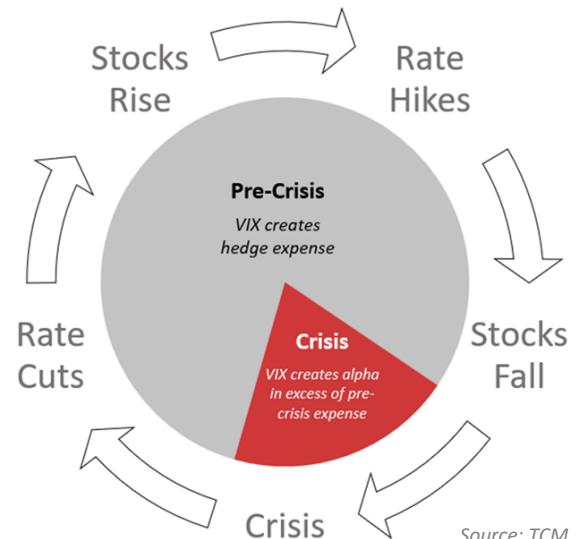 Stocks
Rise
Rate
Hikes
Pre-Crisis
VIX creates
hedge expense
Rate
Cuts
Crisis
VIX creates alpha
in excess of pre-
crisis expense
Stocks
Fall
Crisis
Source: TCM